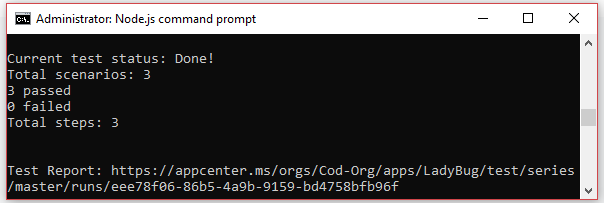 Administrator: Node.js command prompt
Current test status: Done!
Total scenarios: 3
3 passed
0 failed
Total steps: 3
Test Report: https://appcenter.ms/orgs/Cod-Org/apps/LadyBug/test/series
/master/runs/eee78f06-86b5-4a9b-9159-bd4758bfb96f